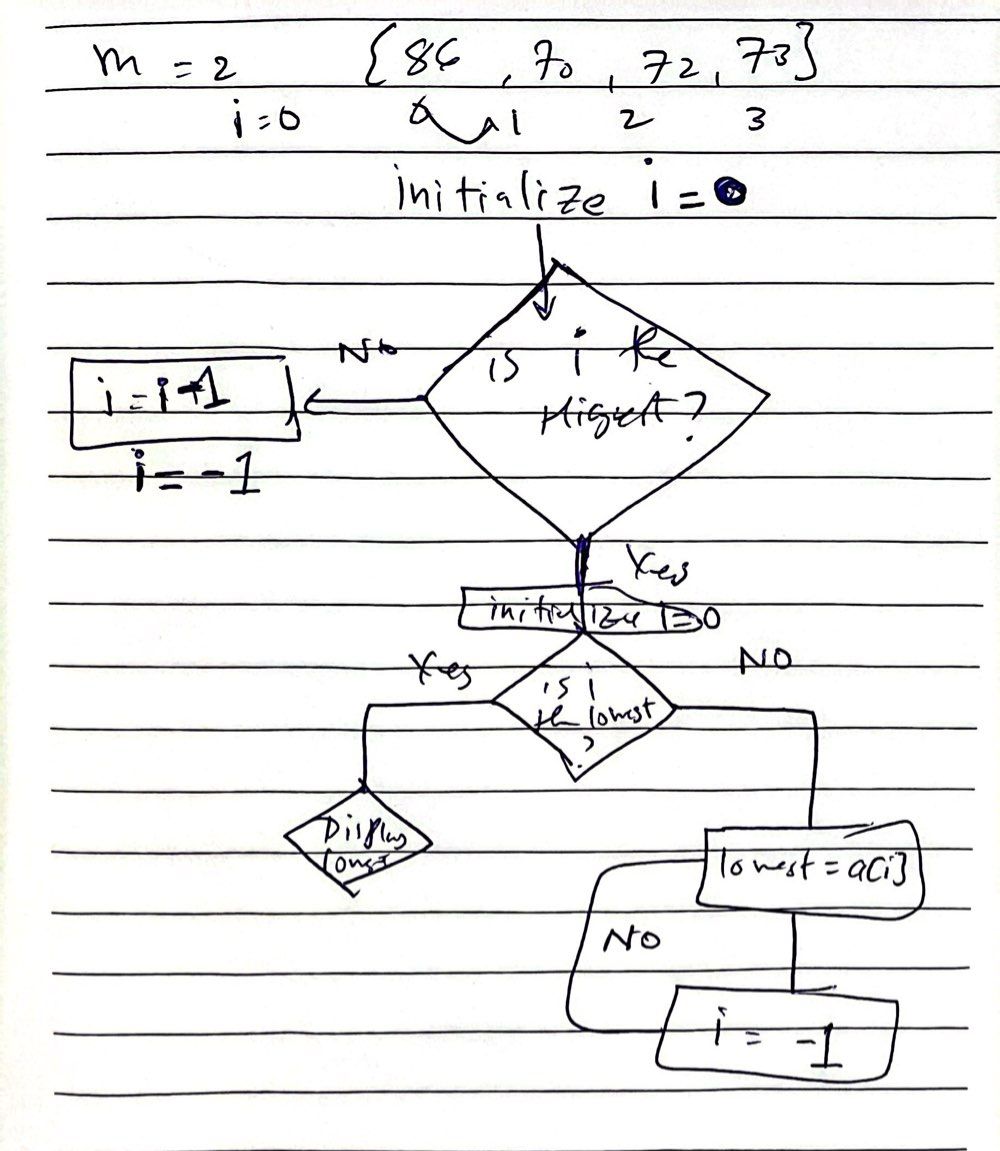 m = 2 {86, 70, 72, 73}
i=0 0 1 2 3
initialize i = 0
is i the
Highest?
No
i = i+1
i = -1
Yes
initialize i=0
Yes
NO
is i
the lowest
?
Display
lowest
lowest = a[i]
NO
i = -1